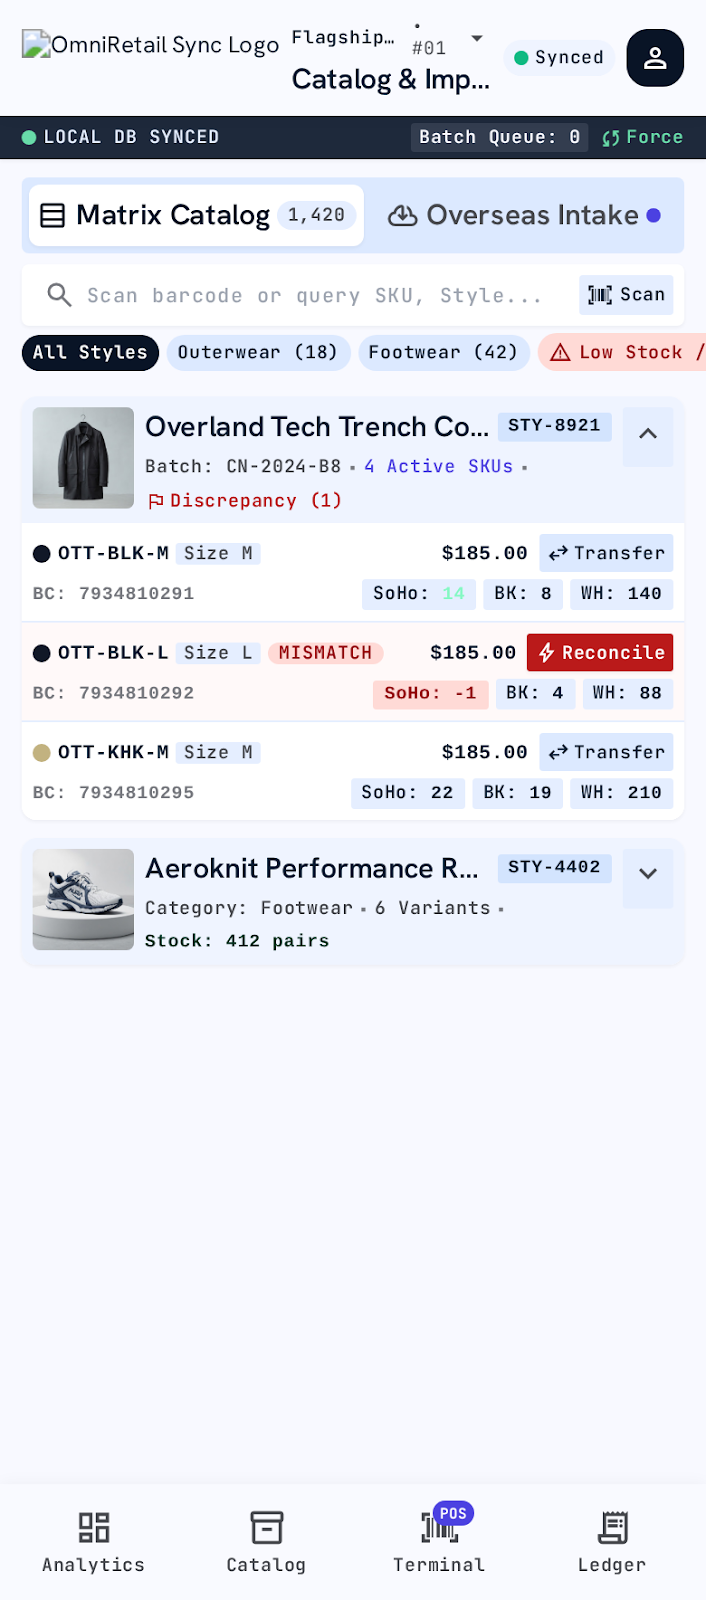 OmniRetail Sync Logo
Flagship… • #01
Catalog & Imp...
Synced
LOCAL DB SYNCED
Batch Queue: 0
Force
Matrix Catalog 1,420
Overseas Intake
Scan barcode or query SKU, Style...
Scan
All Styles
Outerwear (18)
Footwear (42)
Low Stock /
Overland Tech Trench Co... STY-8921
Batch: CN-2024-B8 • 4 Active SKUs •
Discrepancy (1)
OTT-BLK-M Size M $185.00 Transfer
BC: 7934810291 SoHo: 14 BK: 8 WH: 140
OTT-BLK-L Size L MISMATCH $185.00 Reconcile
BC: 7934810292 SoHo: -1 BK: 4 WH: 88
OTT-KHK-M Size M $185.00 Transfer
BC: 7934810295 SoHo: 22 BK: 19 WH: 210
Aeroknit Performance R... STY-4402
Category: Footwear • 6 Variants •
Stock: 412 pairs
POS
Analytics
Catalog
Terminal
Ledger